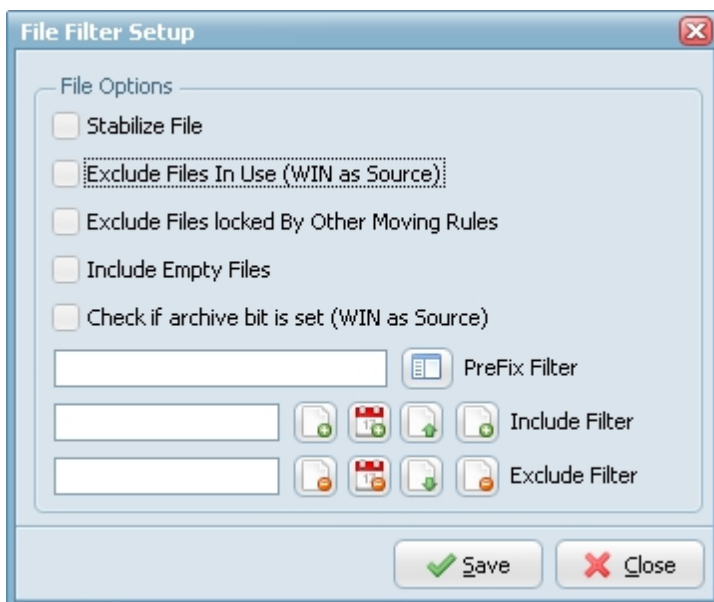 File Filter Setup
File Options
Stabilize File
Exclude Files In Use (WIN as Source)
Exclude Files locked By Other Moving Rules
Include Empty Files
Check if archive bit is set (WIN as Source)
PreFix Filter
Include Filter
Exclude Filter
Save
Close